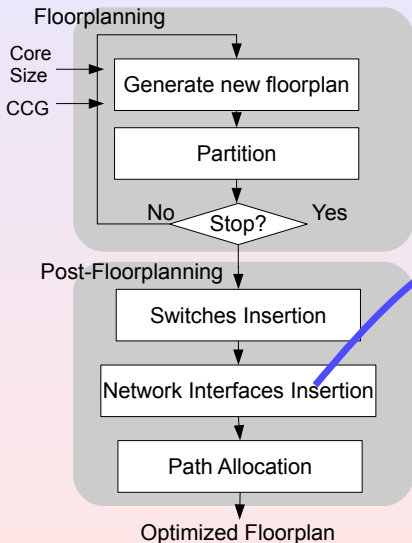 Floorplanning
Core
Size
CCG
Generate new floorplan
Partition
No
Stop?
Yes
Post-Floorplanning
Switches Insertion
Network Interfaces Insertion
Path Allocation
Optimized Floorplan